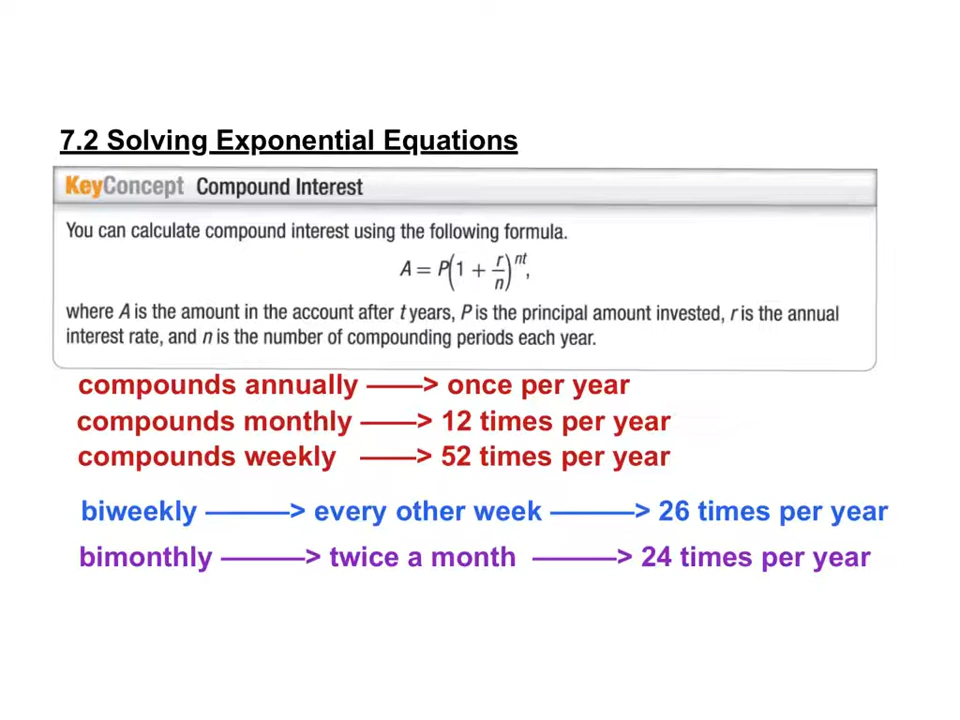 7.2 Solving Exponential Equations
KeyConcept Compound Interest
You can calculate compound interest using the following formula.
A = P(1 + r/n)^nt,
where A is the amount in the account after t years, P is the principal amount invested, r is the annual
interest rate, and n is the number of compounding periods each year.
compounds annually ——> once per year
compounds monthly ——> 12 times per year
compounds weekly ——> 52 times per year
biweekly ———> every other week ———> 26 times per year
bimonthly ———> twice a month ———> 24 times per year